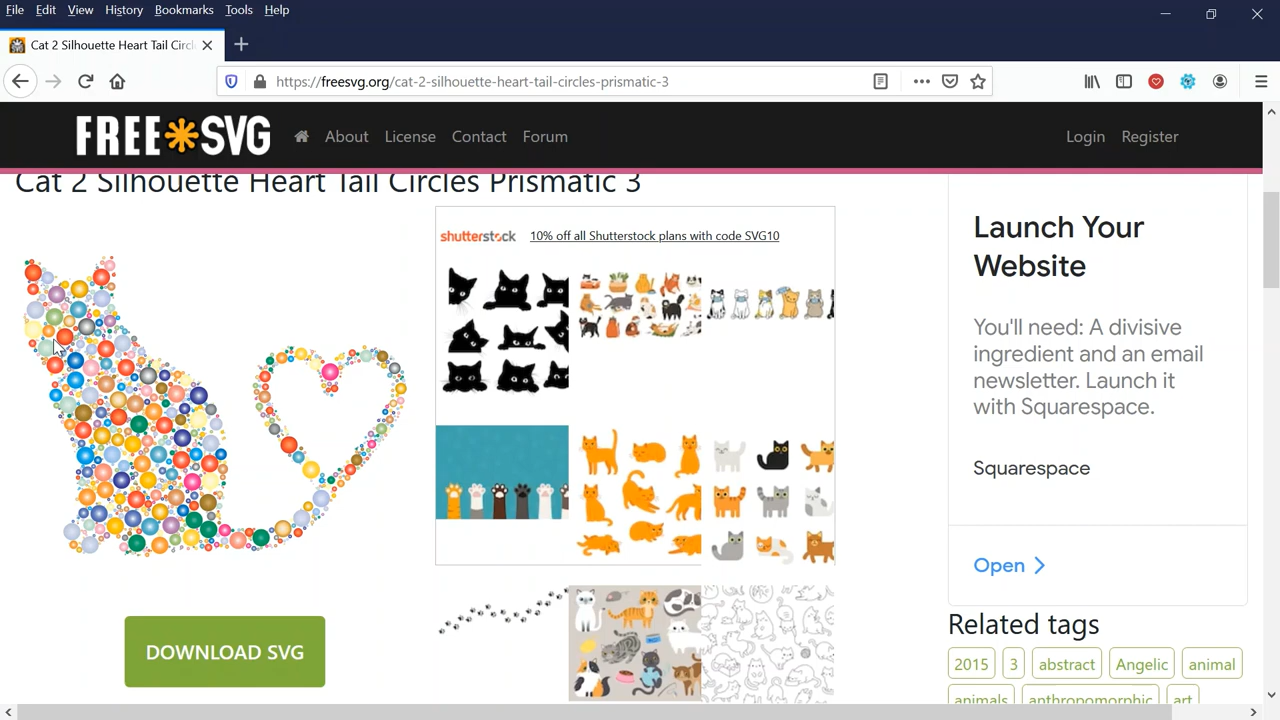 File Edit View History Bookmarks Tools Help
Cat 2 Silhouette Heart Tail Circl
https://freesvg.org/cat-2-silhouette-heart-tail-circles-prismatic-3
FREE SVG About License Contact Forum Login Register
Cat 2 Silhouette Heart Tail Circles Prismatic 3
shutterstock 10% off all Shutterstock plans with code SVG10
DOWNLOAD SVG
Launch Your
Website
You'll need: A divisive
ingredient and an email
newsletter. Launch it
with Squarespace.
Squarespace
Open
Related tags
2015 3 abstract Angelic animal
animals anthropomorphic art